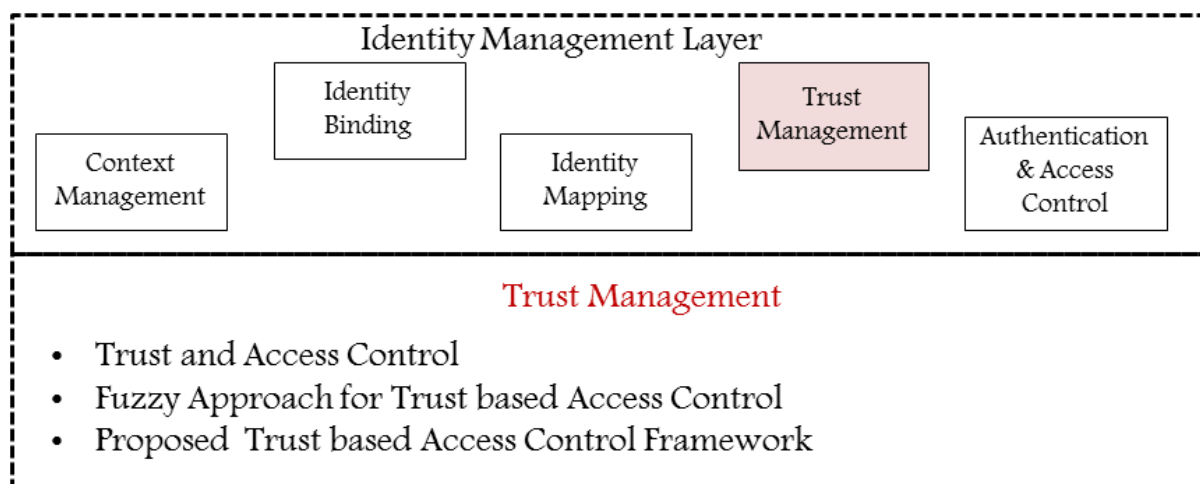 Identity Management Layer
Context
Management
Identity
Binding
Identity
Mapping
Trust
Management
Authentication
& Access
Control
Trust Management
• Trust and Access Control
• Fuzzy Approach for Trust based Access Control
• Proposed Trust based Access Control Framework